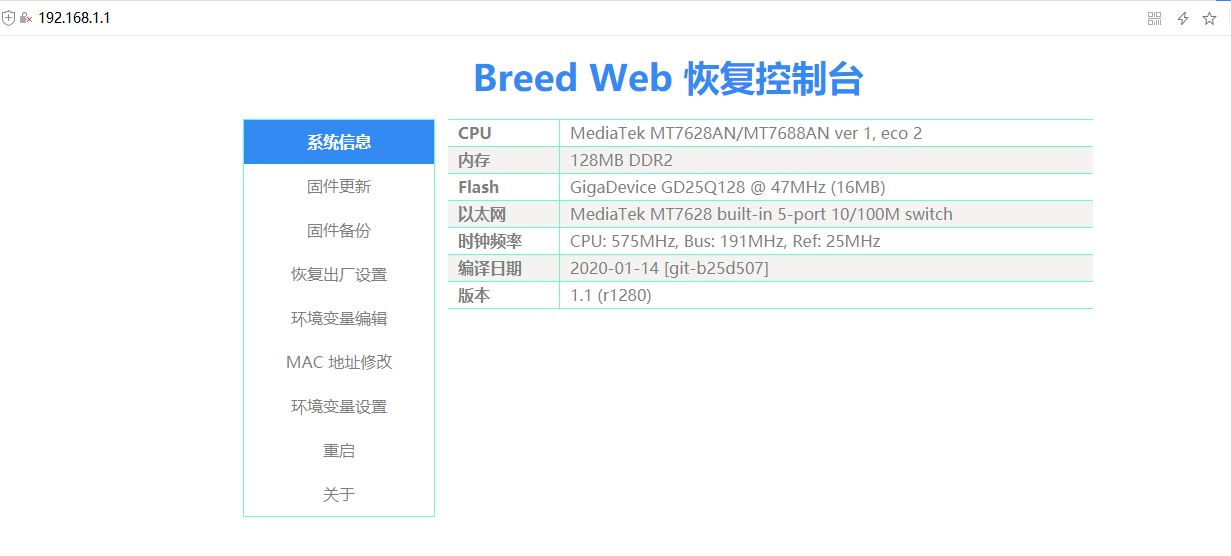 192.168.1.1
Breed Web 恢复控制台
系统信息
固件更新
固件备份
恢复出厂设置
环境变量编辑
MAC 地址修改
环境变量设置
重启
关于
CPU MediaTek MT7628AN/MT7688AN ver 1, eco 2
内存 128MB DDR2
Flash GigaDevice GD25Q128 @ 47MHz (16MB)
以太网 MediaTek MT7628 built-in 5-port 10/100M switch
时钟频率 CPU: 575MHz, Bus: 191MHz, Ref: 25MHz
编译日期 2020-01-14 [git-b25d507]
版本 1.1 (r1280)